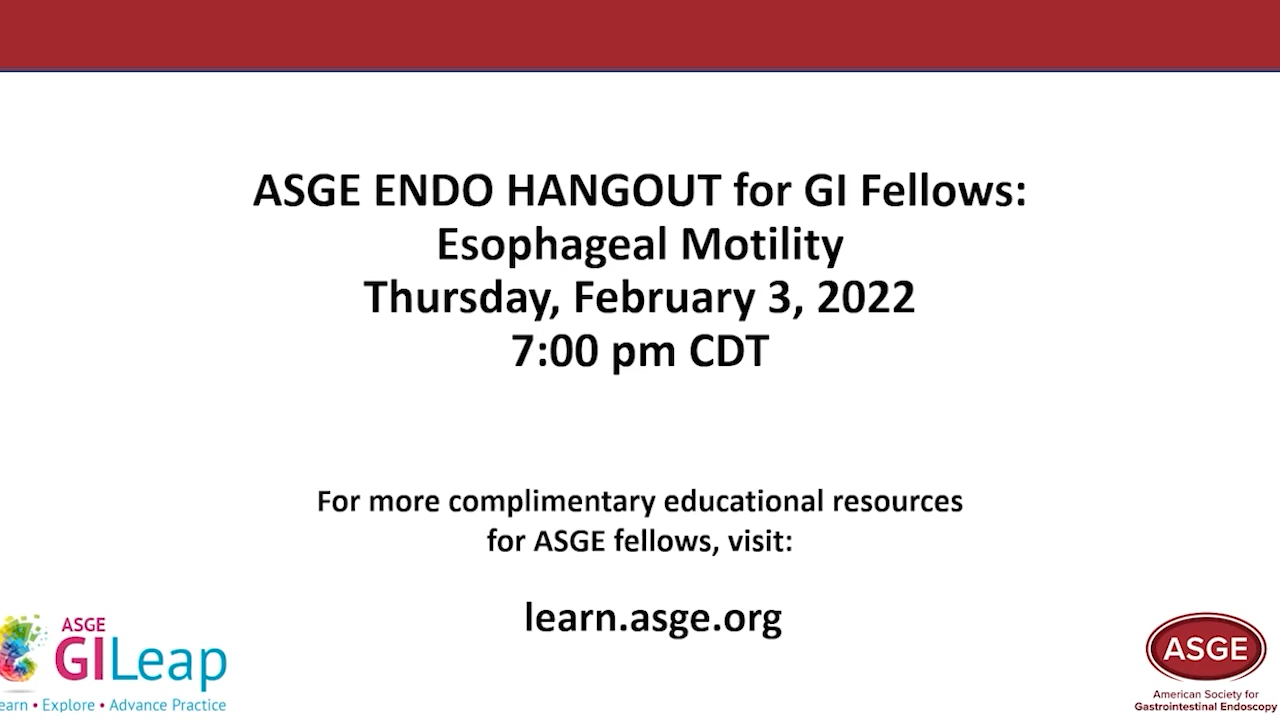 ASGE ENDO HANGOUT for GI Fellows:
Esophageal Motility
Thursday, February 3, 2022
7:00 pm CDT
For more complimentary educational resources
for ASGE fellows, visit:
learn.asge.org
ASGE
GILeap
earn • Explore • Advance Practice
ASGE
American Society for
Gastrointestinal Endoscopy